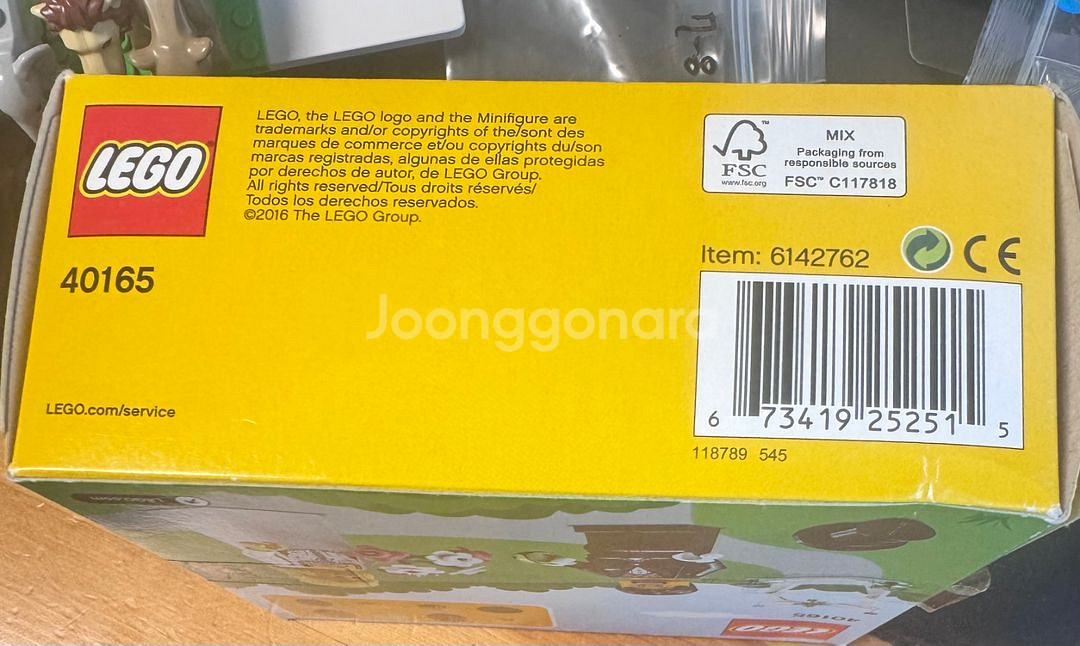 LEGO
40165
LEGO.com/service
LEGO, the LEGO logo and the Minifigure are
trademarks and/or copyrights of the/sont des
marques de commerce et/ou copyrights du/son
marcas registradas, algunas de ellas protegidas
por derechos de autor, de LEGO Group.
All rights reserved/Tous droits réservés/
Todos los derechos reservados.
©2016 The LEGO Group.
FSC™
www.fsc.org
MIX
Packaging from
responsible sources
FSC™ C117818
Item: 6142762
CE
6 73419 25251 5
118789 545
Joonggonara
LEGO
40165